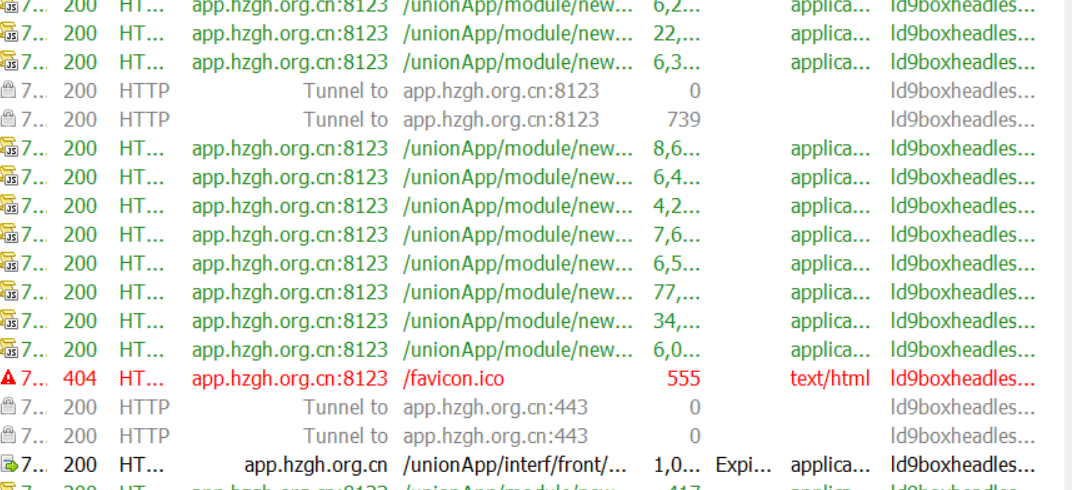 7... 200 HT... app.hzgh.org.cn:8123 /unionApp/module/new... 6,2... applica... ld9boxheadles...
7... 200 HT... app.hzgh.org.cn:8123 /unionApp/module/new... 22,... applica... ld9boxheadles...
7... 200 HT... app.hzgh.org.cn:8123 /unionApp/module/new... 6,3... applica... ld9boxheadles...
7... 200 HTTP Tunnel to app.hzgh.org.cn:8123 0 ld9boxheadles...
7... 200 HTTP Tunnel to app.hzgh.org.cn:8123 739 ld9boxheadles...
7... 200 HT... app.hzgh.org.cn:8123 /unionApp/module/new... 8,6... applica... ld9boxheadles...
7... 200 HT... app.hzgh.org.cn:8123 /unionApp/module/new... 6,4... applica... ld9boxheadles...
7... 200 HT... app.hzgh.org.cn:8123 /unionApp/module/new... 4,2... applica... ld9boxheadles...
7... 200 HT... app.hzgh.org.cn:8123 /unionApp/module/new... 7,6... applica... ld9boxheadles...
7... 200 HT... app.hzgh.org.cn:8123 /unionApp/module/new... 6,5... applica... ld9boxheadles...
7... 200 HT... app.hzgh.org.cn:8123 /unionApp/module/new... 77,... applica... ld9boxheadles...
7... 200 HT... app.hzgh.org.cn:8123 /unionApp/module/new... 34,... applica... ld9boxheadles...
7... 200 HT... app.hzgh.org.cn:8123 /unionApp/module/new... 6,0... applica... ld9boxheadles...
7... 404 HT... app.hzgh.org.cn:8123 /favicon.ico 555 text/html ld9boxheadles...
7... 200 HTTP Tunnel to app.hzgh.org.cn:443 0 ld9boxheadles...
7... 200 HTTP Tunnel to app.hzgh.org.cn:443 0 ld9boxheadles...
7... 200 HT... app.hzgh.org.cn /unionApp/interf/front/... 1,0... Expi... applica... ld9boxheadles...